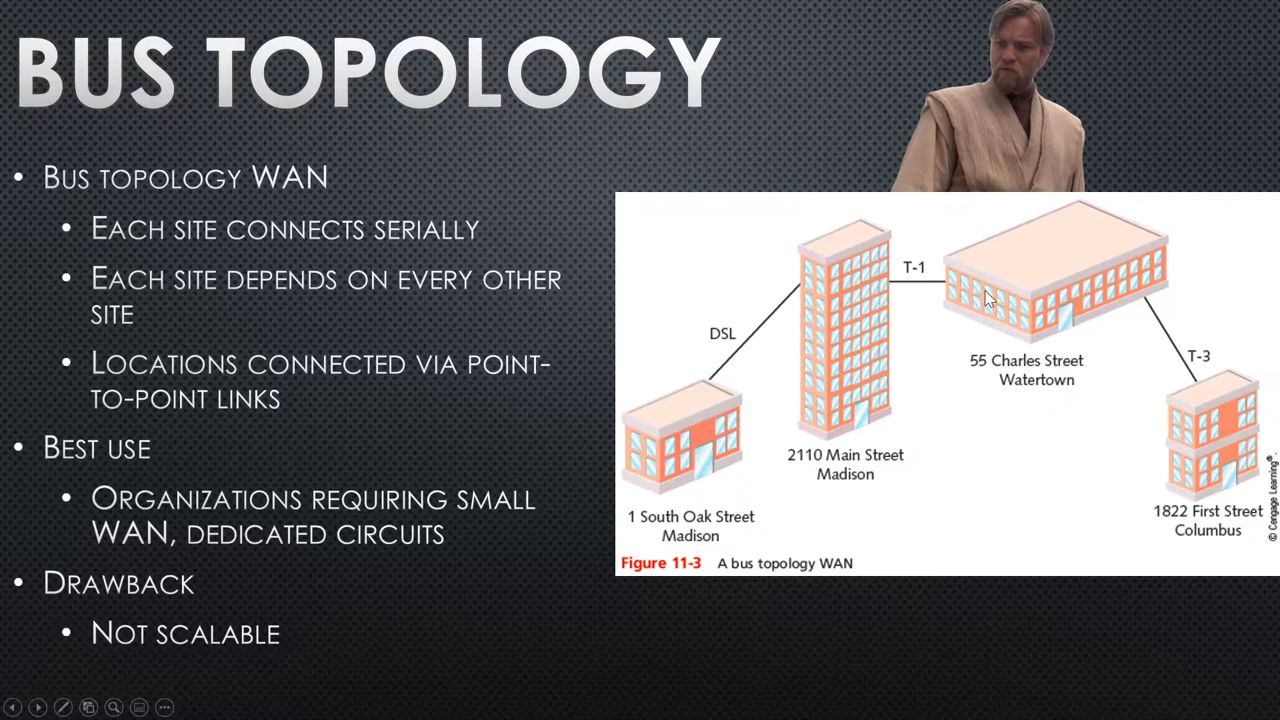 BUS TOPOLOGY
• BUS TOPOLOGY WAN
• EACH SITE CONNECTS SERIALLY
• EACH SITE DEPENDS ON EVERY OTHER
SITE
• LOCATIONS CONNECTED VIA POINT-
TO-POINT LINKS
• BEST USE
• ORGANIZATIONS REQUIRING SMALL
WAN, DEDICATED CIRCUITS
• DRAWBACK
• NOT SCALABLE
DSL
T-1
T-3
1 South Oak Street
Madison
2110 Main Street
Madison
55 Charles Street
Watertown
1822 First Street
Columbus
© Cengage Learning®.
Figure 11-3 A bus topology WAN